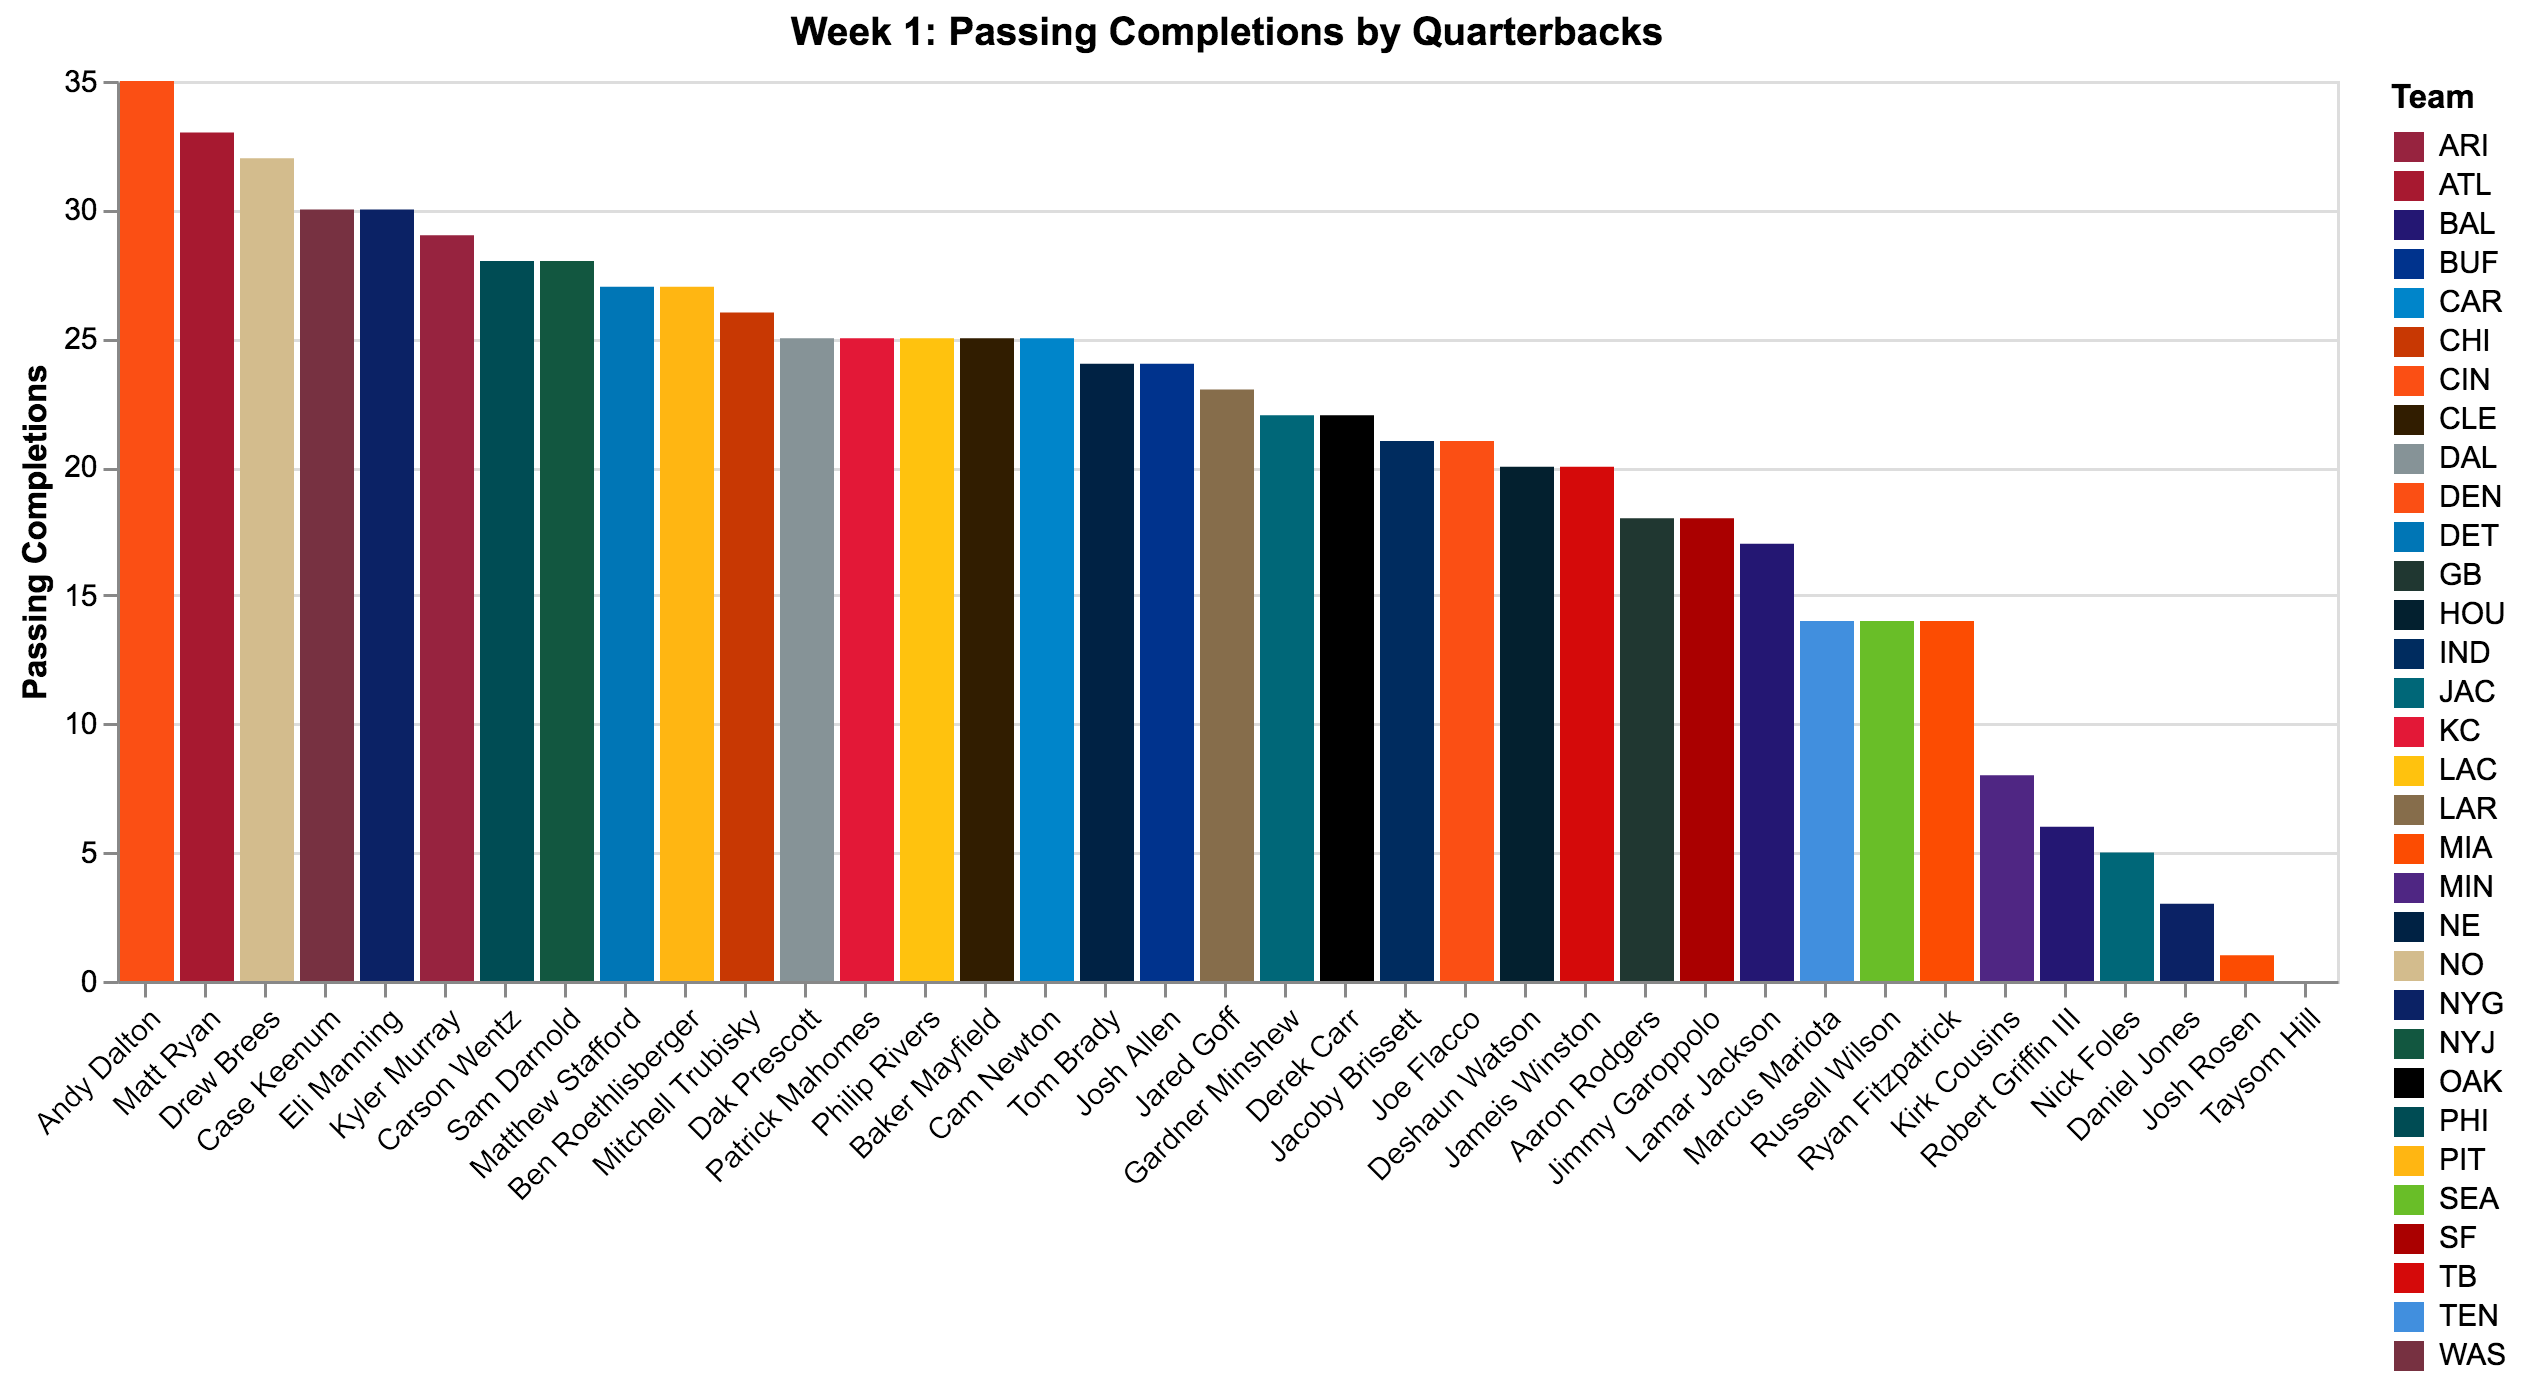 Week 1: Passing Completions by Quarterbacks
Passing Completions
35
30
25
20
15
10
5
0
Andy Dalton
Matt Ryan
Drew Brees
Case Keenum
Eli Manning
Kyler Murray
Carson Wentz
Sam Darnold
Matthew Stafford
Ben Roethlisberger
Mitchell Trubisky
Dak Prescott
Patrick Mahomes
Philip Rivers
Baker Mayfield
Cam Newton
Tom Brady
Josh Allen
Jared Goff
Gardner Minshew
Derek Carr
Jacoby Brissett
Joe Flacco
Deshaun Watson
Jameis Winston
Aaron Rodgers
Jimmy Garoppolo
Lamar Jackson
Marcus Mariota
Russell Wilson
Ryan Fitzpatrick
Kirk Cousins
Robert Griffin III
Nick Foles
Daniel Jones
Josh Rosen
Taysom Hill
Team
ARI
ATL
BAL
BUF
CAR
CHI
CIN
CLE
DAL
DEN
DET
GB
HOU
IND
JAC
KC
LAC
LAR
MIA
MIN
NE
NO
NYG
NYJ
OAK
PHI
PIT
SEA
SF
TB
TEN
WAS